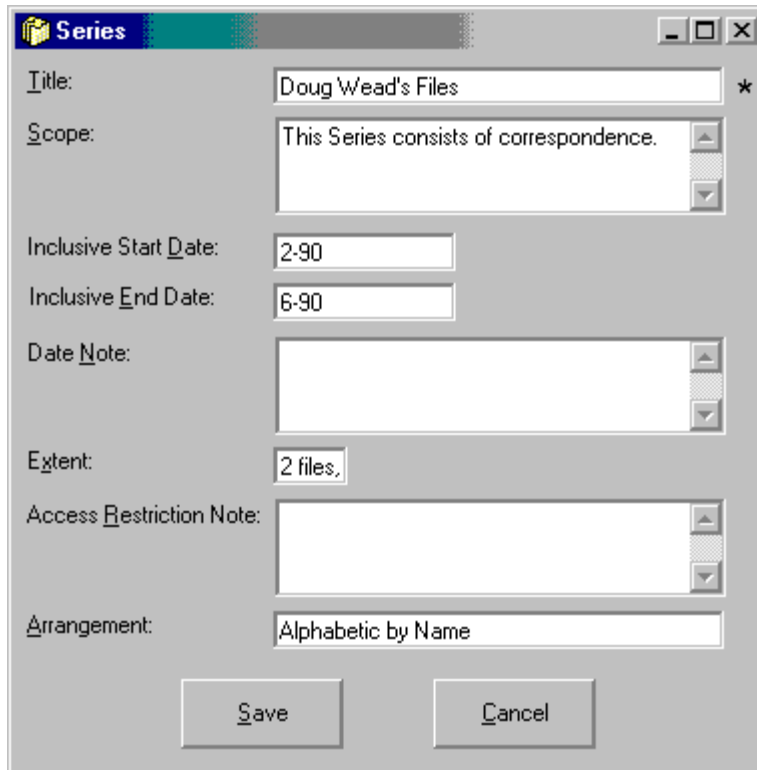 Series
Title: Doug Wead's Files *
Scope: This Series consists of correspondence.
Inclusive Start Date: 2-90
Inclusive End Date: 6-90
Date Note:
Extent: 2 files,
Access Restriction Note:
Arrangement: Alphabetic by Name
Save Cancel